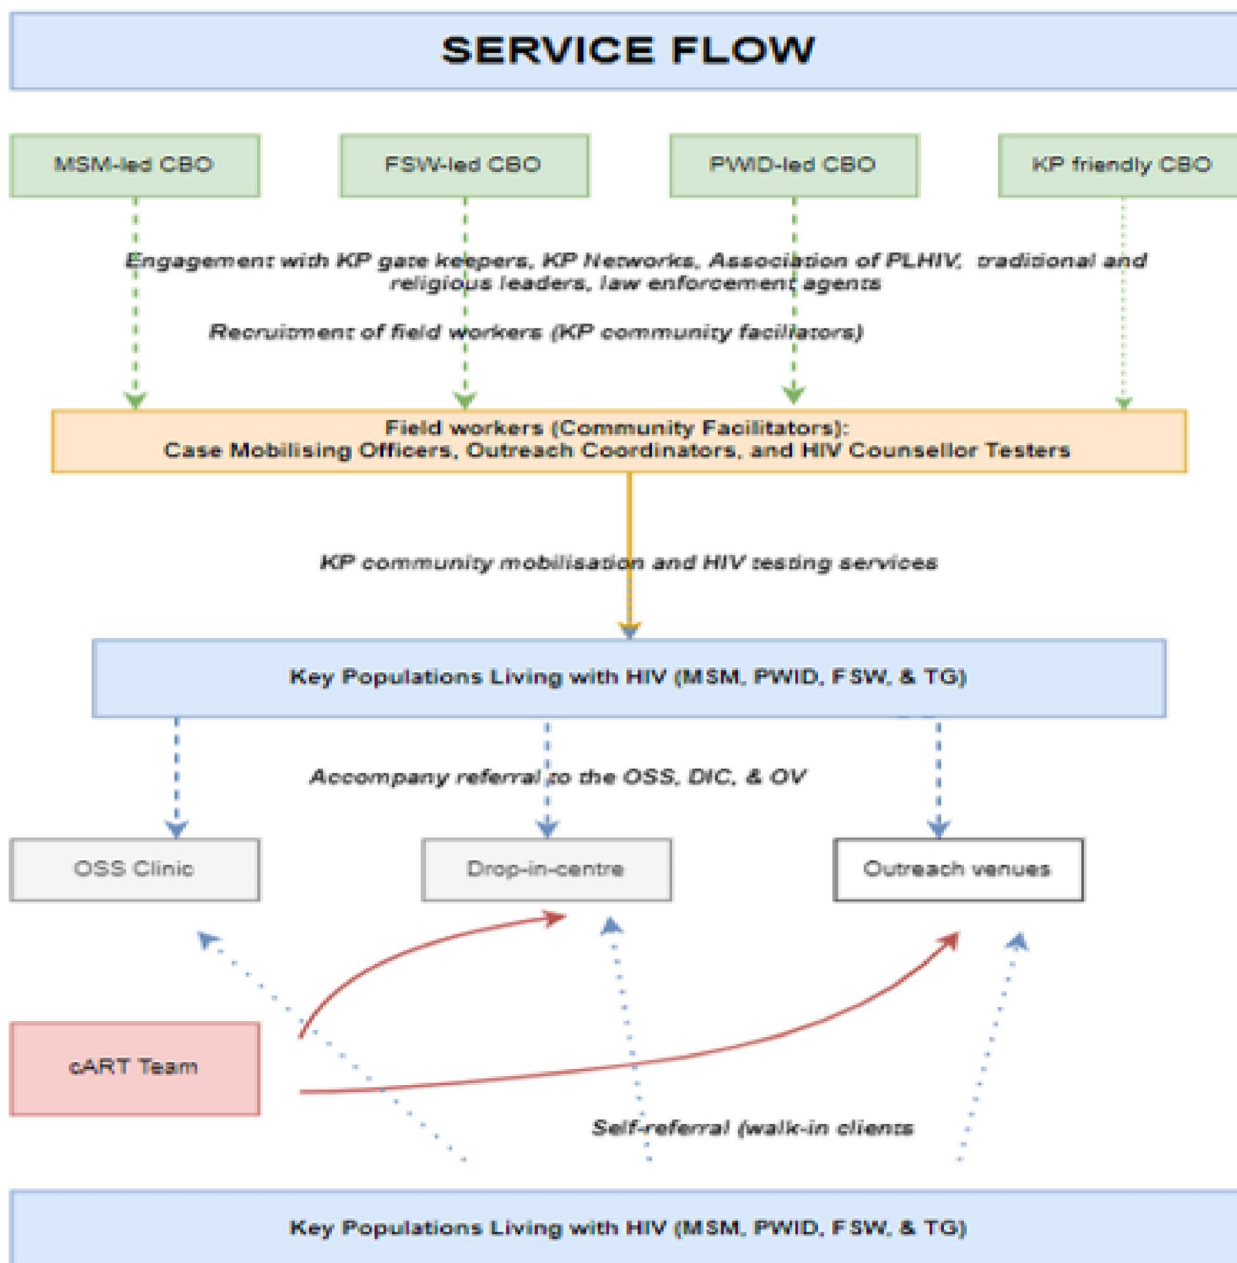 SERVICE FLOW
MSM-led CBO
FSW-led CBO
PWID-led CBO
KP friendly CBO
Engagement with KP gate keepers, KP Networks, Association of PLHIV, traditional and
religious leaders, law enforcement agents
Recruitment of field workers (KP community faciliators)
Field workers (Community Facilitators):
Case Mobilising Officers, Outreach Coordinators, and HIV Counsellor Testers
KP community mobilisation and HIV testing services
Key Populations Living with HIV (MSM, PWID, FSW, & TG)
Accompany referral to the OSS, DIC, & OV
OSS Clinic
Drop-in-centre
Outreach venues
cART Team
Self-referral (walk-in clients
Key Populations Living with HIV (MSM, PWID, FSW, & TG)